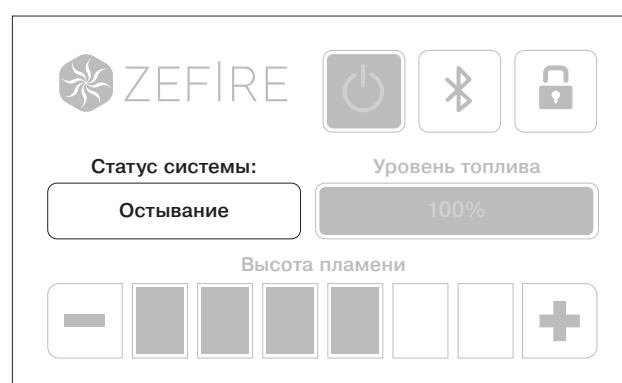 ZEFIRE
Статус системы:
Уровень топлива
Остывание
100%
Высота пламени